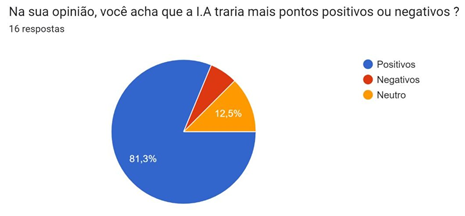 Na sua opinião, você acha que a I.A traria mais pontos positivos ou negativos ?
16 respostas
Positivos
Negativos
Neutro
12,5%
81,3%